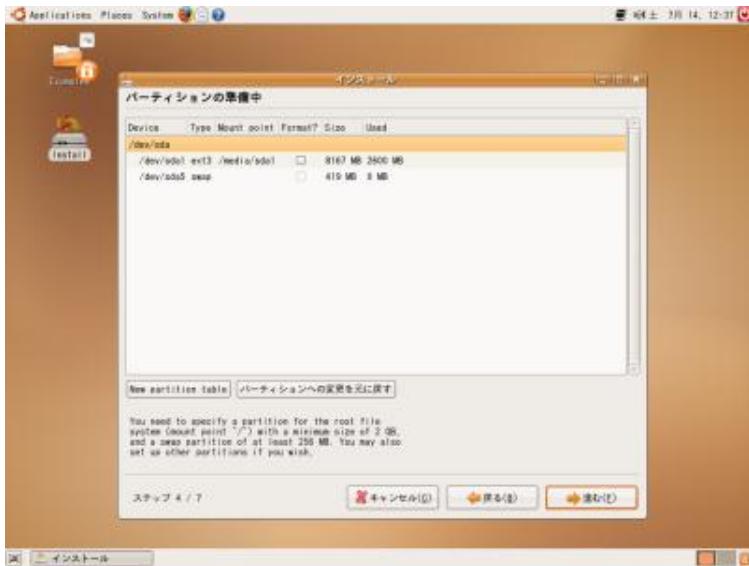 Applications Places System
土 7月 14, 12:37
Install
インストール
パーティションの準備中
Device Type Mount point Format? Size Used
/dev/sda
/dev/sda1 ext3 /media/sda1 8167 MB 2600 MB
/dev/sda5 swap 419 MB 0 MB
New partition table パーティションへの変更を元に戻す
You need to specify a partition for the root file
system (mount point "/") with a minimum size of 2 GB,
and a swap partition of at least 256 MB. You may also
set up other partitions if you wish.
ステップ 4 / 7
キャンセル(C) 戻る(B) 進む(F)
インストール